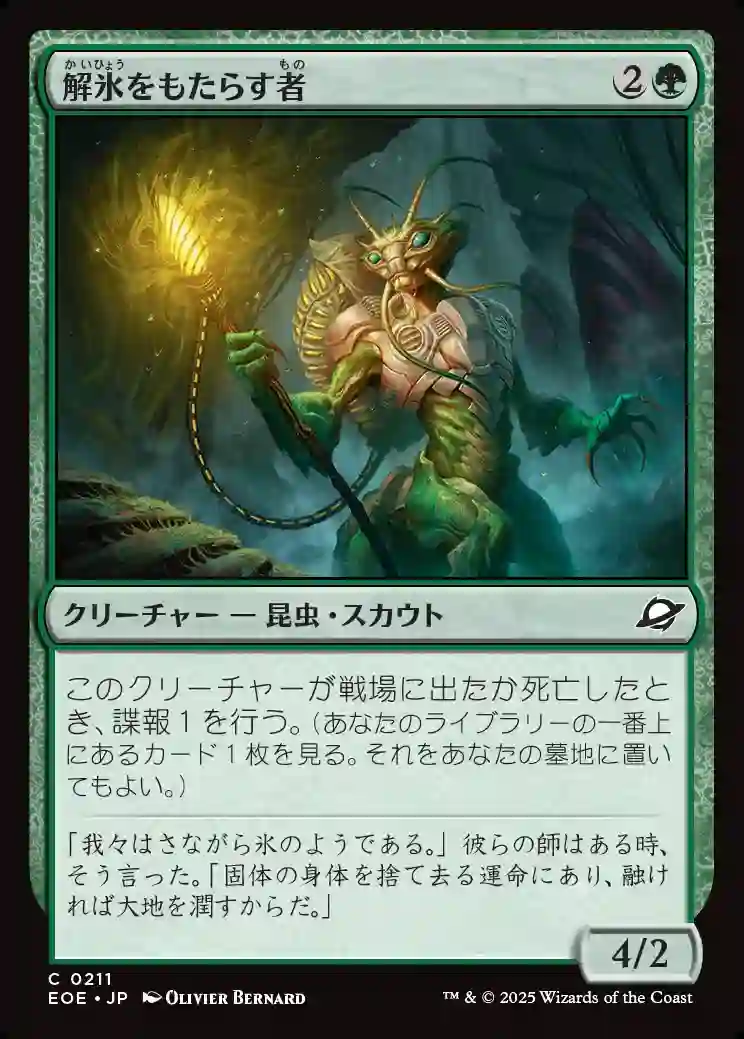 かいひょう もの
解氷をもたらす者 2
クリーチャー — 昆虫・スカウト
このクリーチャーが戦場に出たか死亡したと
き、諜報1を行う。（あなたのライブラリーの一番上
にあるカード1枚を見る。それをあなたの墓地に置い
てもよい。）
「我々はさながら氷のようである。」彼らの師はある時、
そう言った。「固体の身体を捨て去る運命にあり、融け
れば大地を潤すからだ。」
4/2
C 0211
EOE • JP OLIVIER BERNARD
™ & © 2025 Wizards of the Coast